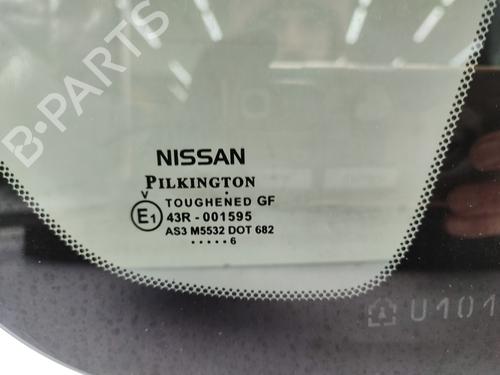 B-PARTS
NISSAN
PILKINGTON
V
TOUGHENED GF
E1 43R - 001595
AS3 M5532 DOT 682
.....6
U101